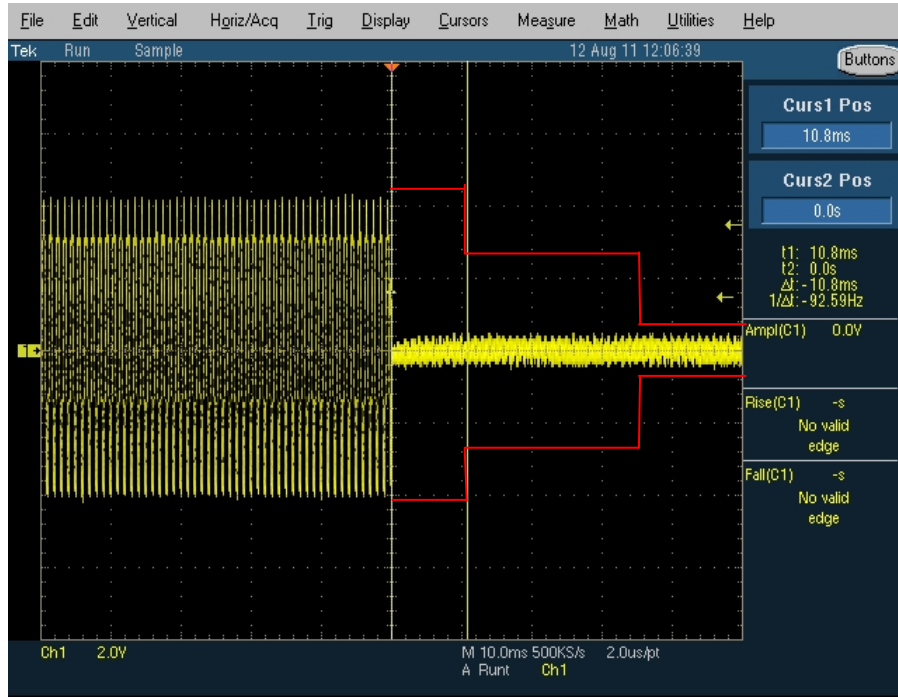 File Edit Vertical Horiz/Acq Trig Display Cursors Measure Math Utilities Help
Tek Run Sample 12 Aug 11 12:06:39
Buttons
Curs1 Pos
10.8ms
Curs2 Pos
0.0s
t1: 10.8ms
t2: 0.0s
Δt: -10.8ms
1/Δt: -92.59Hz
Ampl(C1) 0.0V
1
Rise(C1) -s
No valid
edge
Fall(C1) -s
No valid
edge
Ch1 2.0V M 10.0ms 500KS/s 2.0us/pt
A Runt Ch1